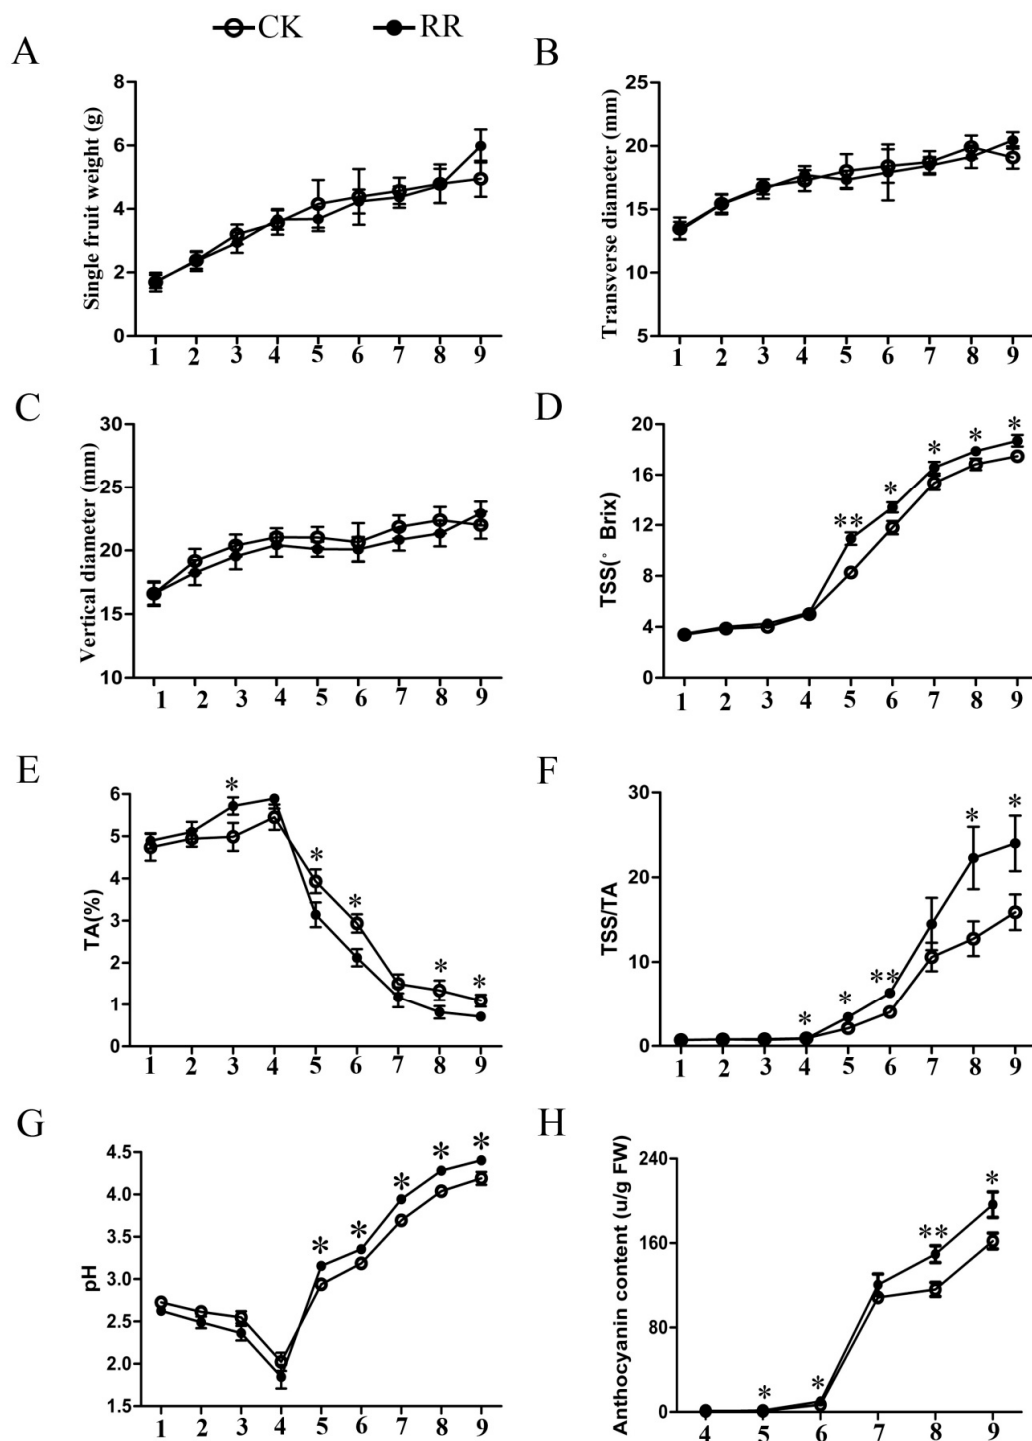 CK RR
A
Single fruit weight (g)
8
6
4
2
0
1 2 3 4 5 6 7 8 9
B
Transverse diameter (mm)
25
20
15
10
5
1 2 3 4 5 6 7 8 9
C
Vertical diameter (mm)
30
25
20
15
10
1 2 3 4 5 6 7 8 9
D
TSS(° Brix)
20
16
12
8
4
0
** * * * *
1 2 3 4 5 6 7 8 9
E
TA(%)
6
5
4
3
2
1
0
* * * * *
1 2 3 4 5 6 7 8 9
F
TSS/TA
30
20
10
0
* * ** * *
1 2 3 4 5 6 7 8 9
G
pH
4.5
4.0
3.5
3.0
2.5
2.0
1.5
* * * * *
1 2 3 4 5 6 7 8 9
H
Anthocyanin content (u/g FW)
240
160
80
0
* * ** *
4 5 6 7 8 9